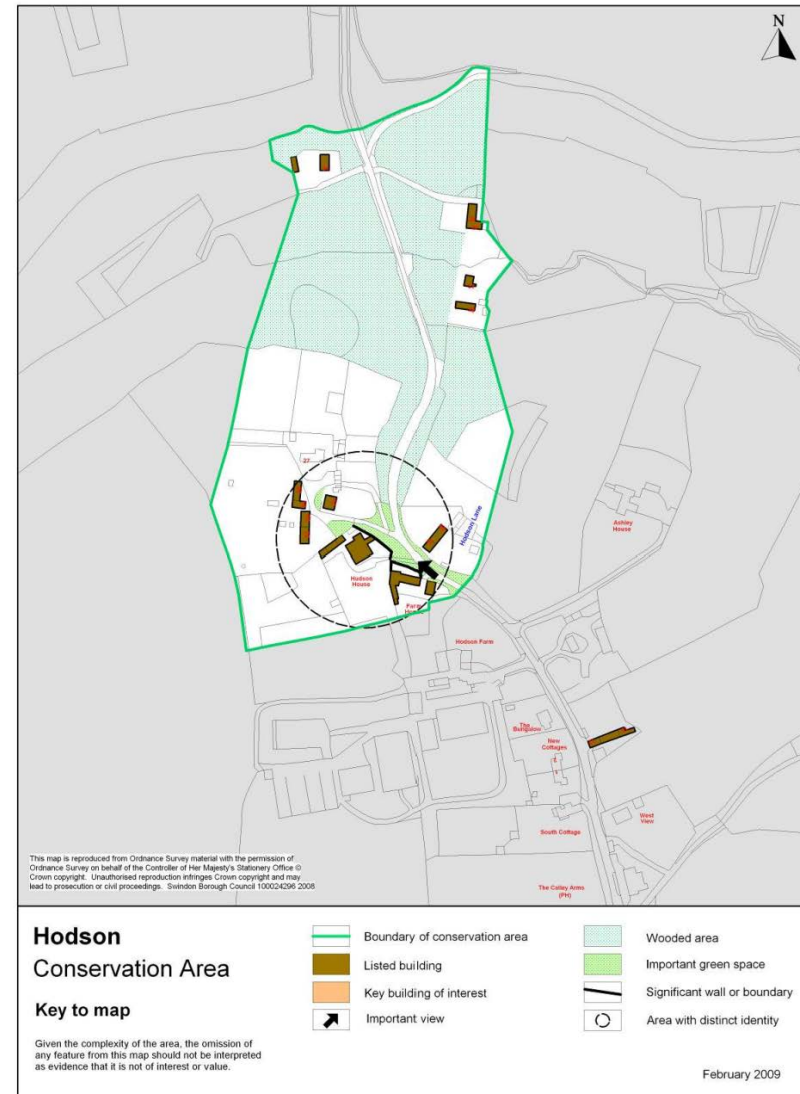 N
27
Hodson Lane
Ashley
House
Hodson
House
Farm
Hodson Farm
The
Bungalow
New
Cottages
1
West
View
South Cottage
The Calley Arms
(PH)
This map is reproduced from Ordnance Survey material with the permission of
Ordnance Survey on behalf of the Controller of Her Majesty's Stationery Office ©
Crown copyright. Unauthorised reproduction infringes Crown copyright and may
lead to prosecution or civil proceedings. Swindon Borough Council 100024296 2008
Hodson
Conservation Area
Key to map
Given the complexity of the area, the omission of
any feature from this map should not be interpreted
as evidence that it is not of interest or value.
Boundary of conservation area
Listed building
Key building of interest
Important view
Wooded area
Important green space
Significant wall or boundary
Area with distinct identity
February 2009